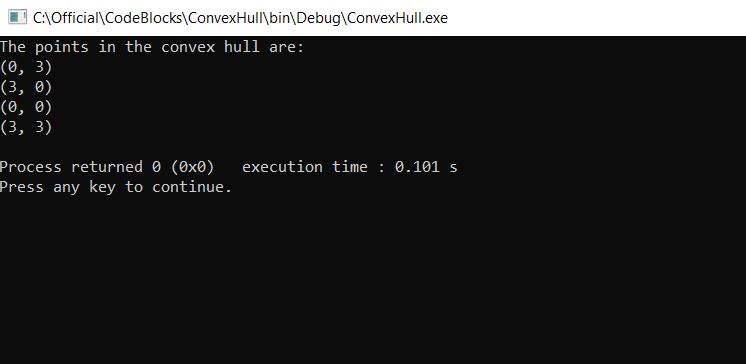 C:\Official\CodeBlocks\ConvexHull\bin\Debug\ConvexHull.exe
The points in the convex hull are:
(0, 3)
(3, 0)
(0, 0)
(3, 3)
Process returned 0 (0x0)   execution time : 0.101 s
Press any key to continue.